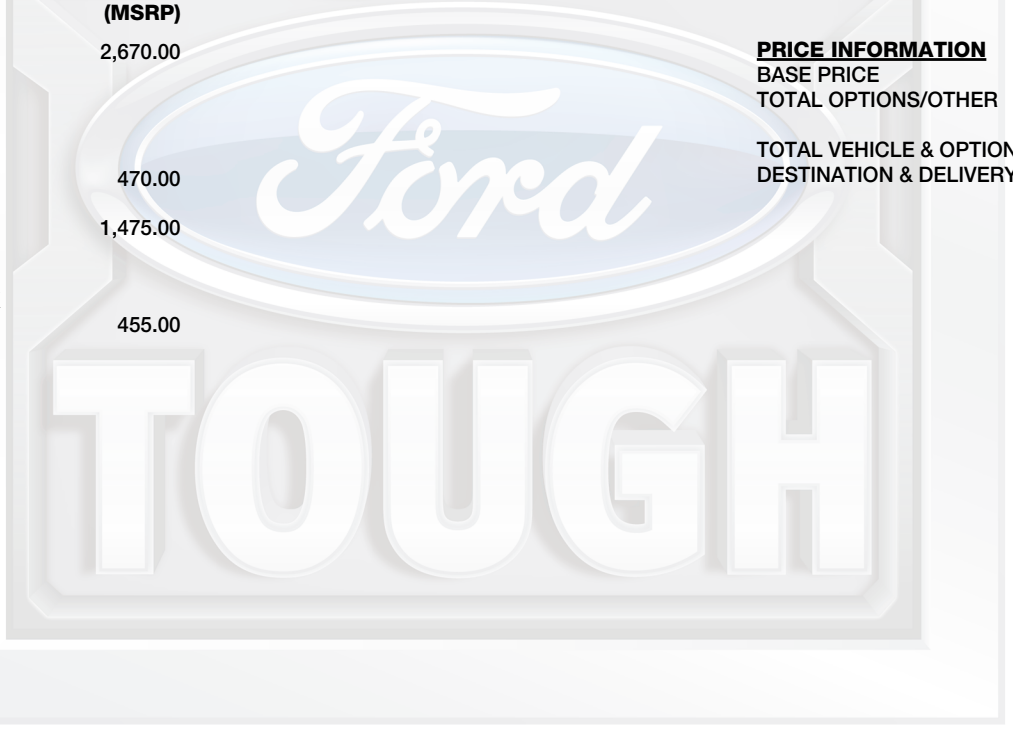 (MSRP)
2,670.00
470.00
1,475.00
455.00
PRICE INFORMATION
BASE PRICE
TOTAL OPTIONS/OTHER
TOTAL VEHICLE & OPTION
DESTINATION & DELIVERY
Ford
TOUGH